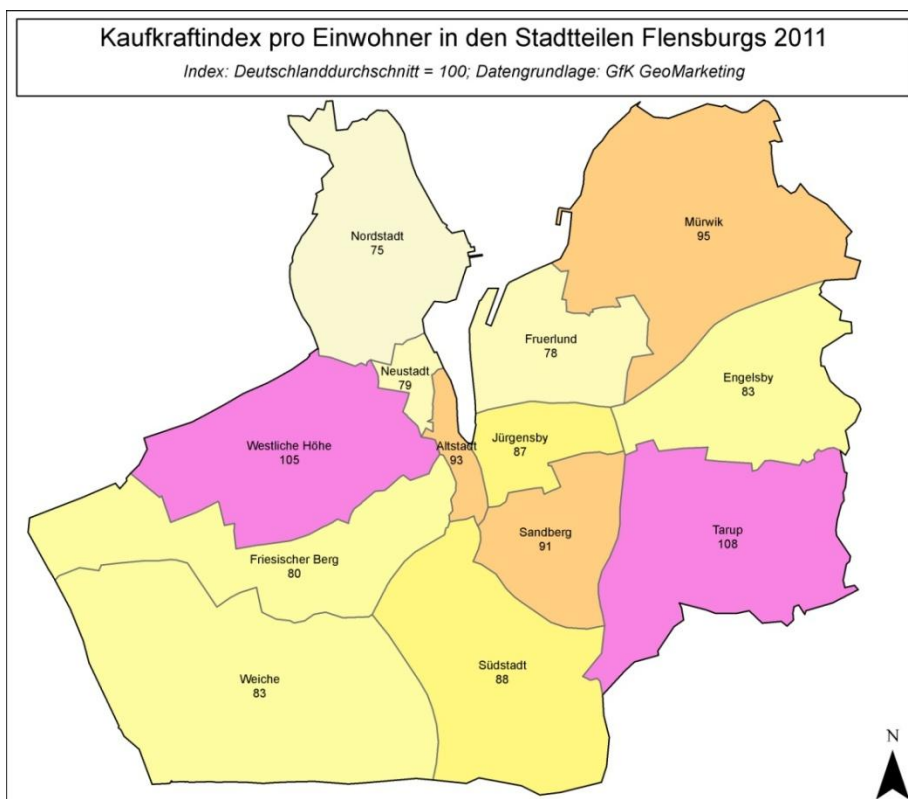 Kaufkraftindex pro Einwohner in den Stadtteilen Flensburgs 2011
Index: Deutschlanddurchschnitt = 100; Datengrundlage: GfK GeoMarketing
Nordstadt
75
Mürwik
95
Fruerlund
78
Neustadt
79
Engelsby
83
Westliche Höhe
105
Altstadt
93
Jürgensby
87
Sandberg
91
Tarup
108
Friesischer Berg
80
Weiche
83
Südstadt
88
N